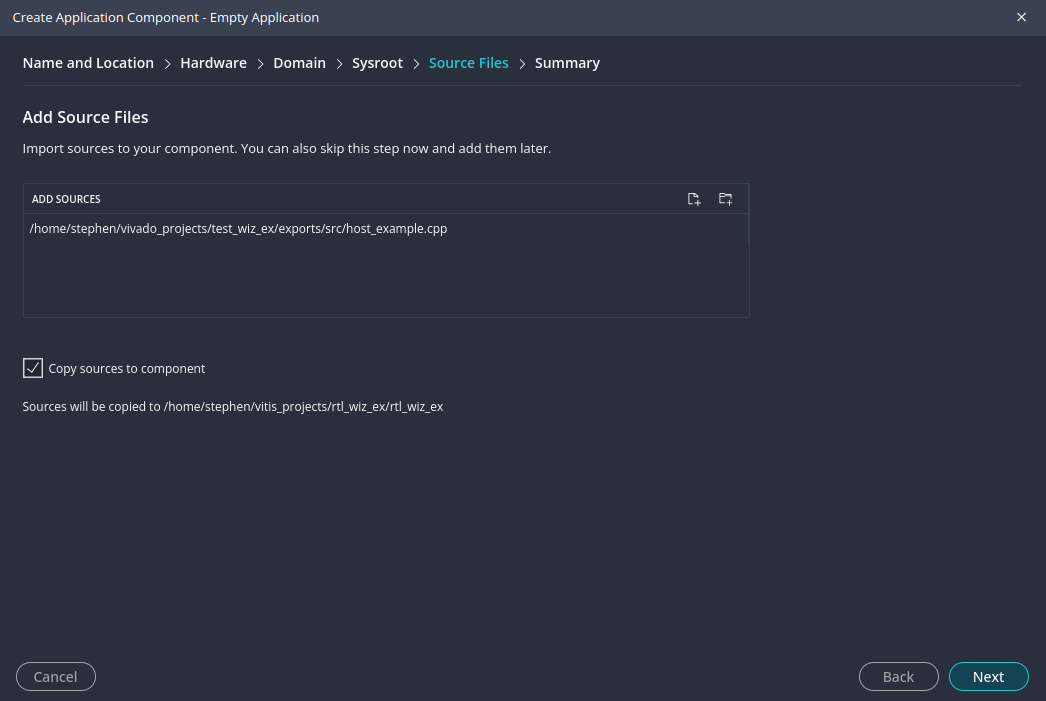 Create Application Component - Empty Application
Name and Location > Hardware > Domain > Sysroot > Source Files > Summary
Add Source Files
Import sources to your component. You can also skip this step now and add them later.
ADD SOURCES
/home/stephen/vivado_projects/test_wiz_ex/exports/src/host_example.cpp
Copy sources to component
Sources will be copied to /home/stephen/vitis_projects/rtl_wiz_ex/rtl_wiz_ex
Cancel Back Next